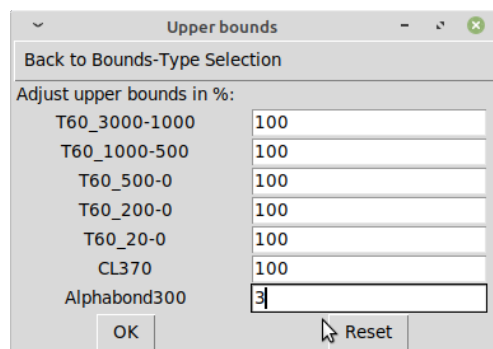 Upper bounds
Back to Bounds-Type Selection
Adjust upper bounds in %:
T60_3000-1000 100
T60_1000-500 100
T60_500-0 100
T60_200-0 100
T60_20-0 100
CL370 100
Alphabond300 3
OK Reset